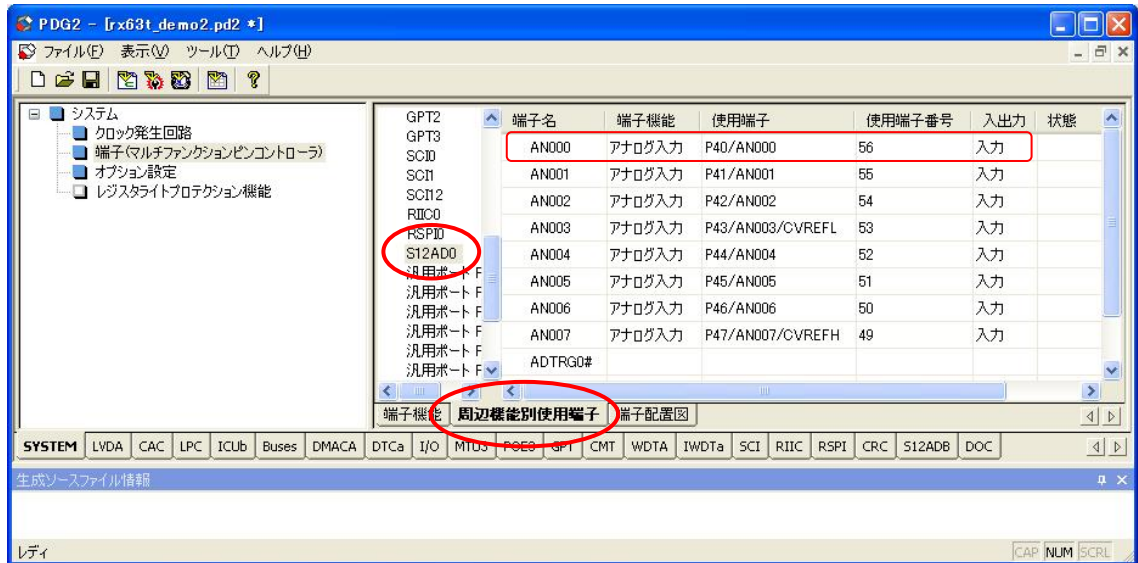 PDG2 - [rx63t_demo2.pd2 *]
ファイル(F) 表示(V) ツール(T) ヘルプ(H)
システム
クロック発生回路
端子(マルチファンクションピンコントローラ)
オプション設定
レジスタライトプロテクション機能
GPT2
GPT3
SCI0
SCI1
SCI12
RIIC0
RSPI0
S12AD0
汎用ポート F
汎用ポート F
汎用ポート F
汎用ポート F
汎用ポート F
汎用ポート F
端子名 端子機能 使用端子 使用端子番号 入出力 状態
AN000 アナログ入力 P40/AN000 56 入力
AN001 アナログ入力 P41/AN001 55 入力
AN002 アナログ入力 P42/AN002 54 入力
AN003 アナログ入力 P43/AN003/CVREFL 53 入力
AN004 アナログ入力 P44/AN004 52 入力
AN005 アナログ入力 P45/AN005 51 入力
AN006 アナログ入力 P46/AN006 50 入力
AN007 アナログ入力 P47/AN007/CVREFH 49 入力
ADTRG0#
端子機能 周辺機能別使用端子 端子配置図
SYSTEM LVDA CAC LPC ICUb Buses DMACA DTCa I/O MTU3 POE3 GPT CMT WDTA IWDTa SCI RIIC RSPI CRC S12ADB DOC
生成ソースファイル情報
レディ CAP NUM SCRL